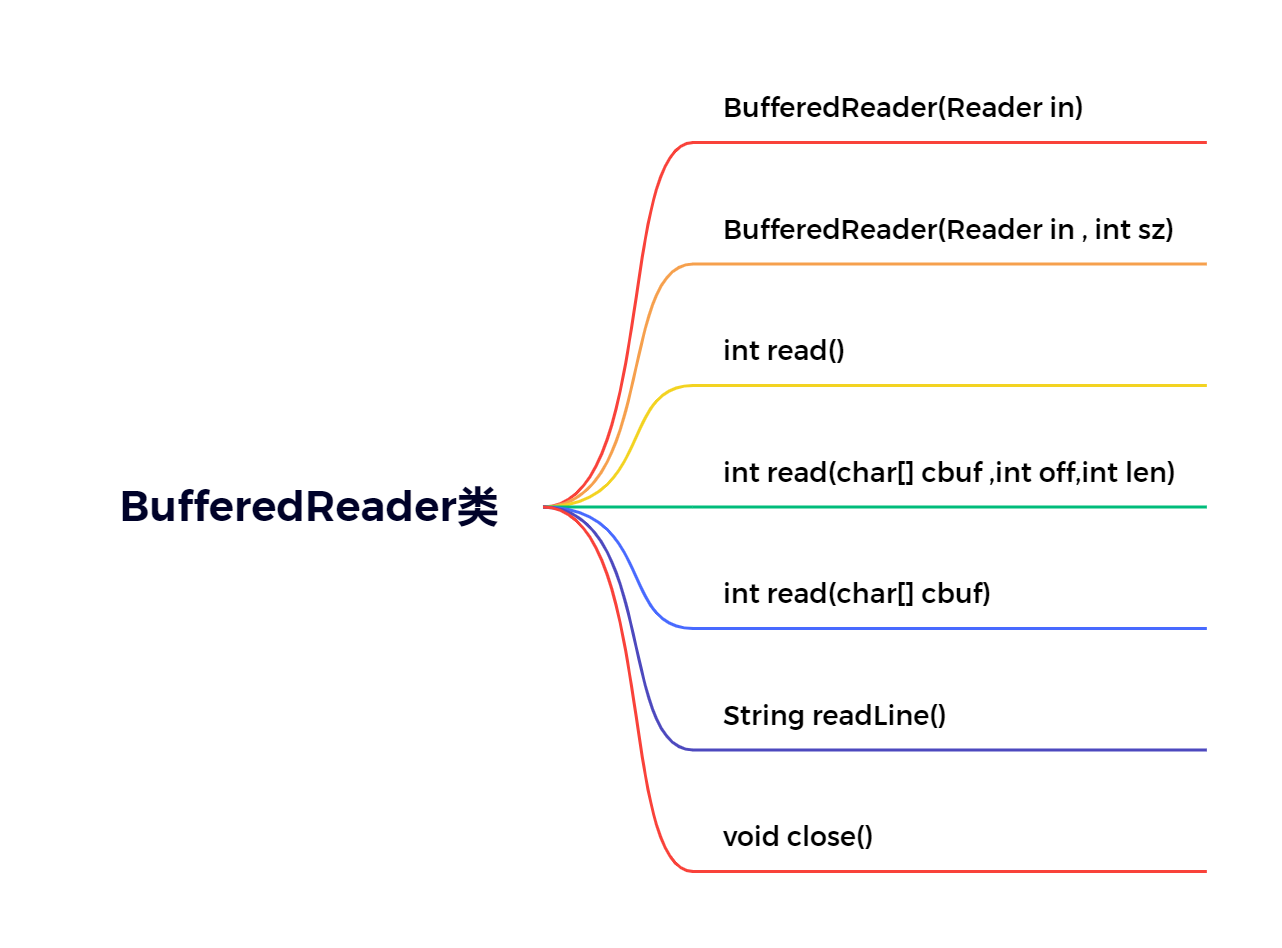 BufferedReader(Reader in)
BufferedReader(Reader in , int sz)
int read()
int read(char[] cbuf ,int off,int len)
BufferedReader类
int read(char[] cbuf)
String readLine()
void close()